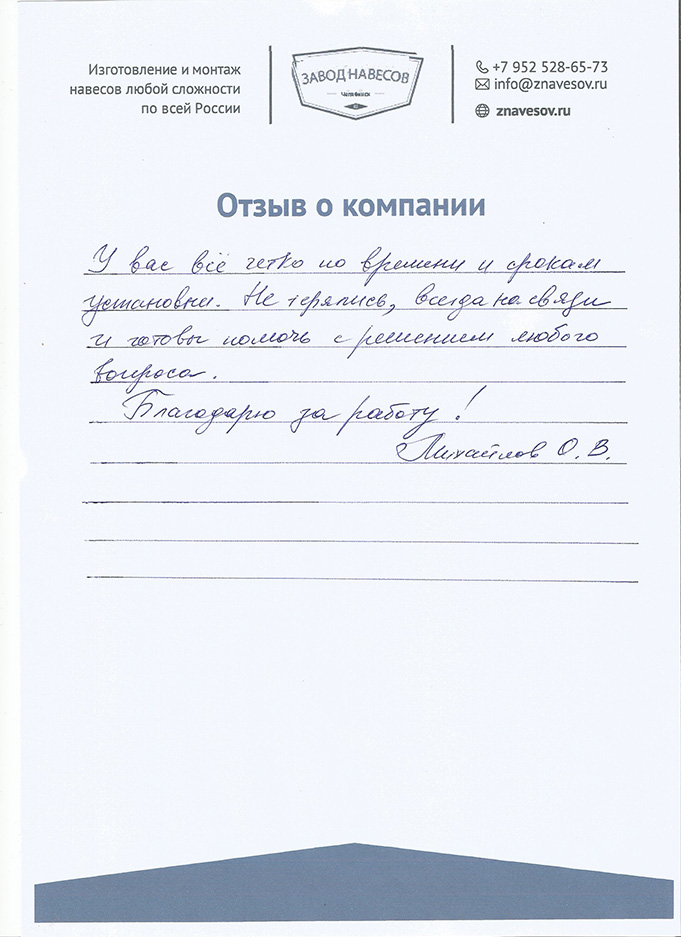 Изготовление и монтаж
навесов любой сложности
по всей России
ЗАВОД НАВЕСОВ
Челябинск
+7 952 528-65-73
info@znavesov.ru
znavesov.ru
Отзыв о компании
У вас всё четко по времени и срокам
установки. Не терялись, всегда на связи
и готовы помочь с решением любого
вопроса.
Благодарю за работу!
Михайлов О. В.